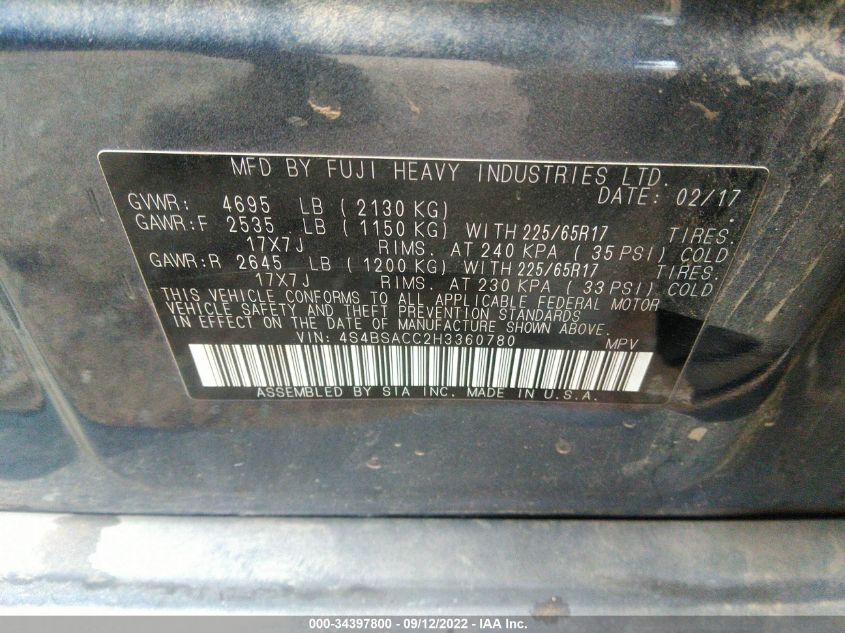 MFD BY FUJI HEAVY INDUSTRIES LTD.
DATE: 02/17
GVWR: 4695 LB ( 2130 KG)
GAWR:F 2535 LB ( 1150 KG) WITH 225/65R17 TIRES.
17X7J RIMS. AT 240 KPA ( 35 PSI) COLD
GAWR:R 2645 LB ( 1200 KG) WITH 225/65R17 TIRES.
17X7J RIMS. AT 230 KPA ( 33 PSI) COLD
THIS VEHICLE CONFORMS TO ALL APPLICABLE FEDERAL MOTOR
VEHICLE SAFETY AND THEFT PREVENTION STANDARDS
IN EFFECT ON THE DATE OF MANUFACTURE SHOWN ABOVE.
VIN: 4S4BSACC2H3360780 MPV
ASSEMBLED BY SIA INC. MADE IN U.S.A.
000-34397800 - 09/12/2022 - IAA Inc.